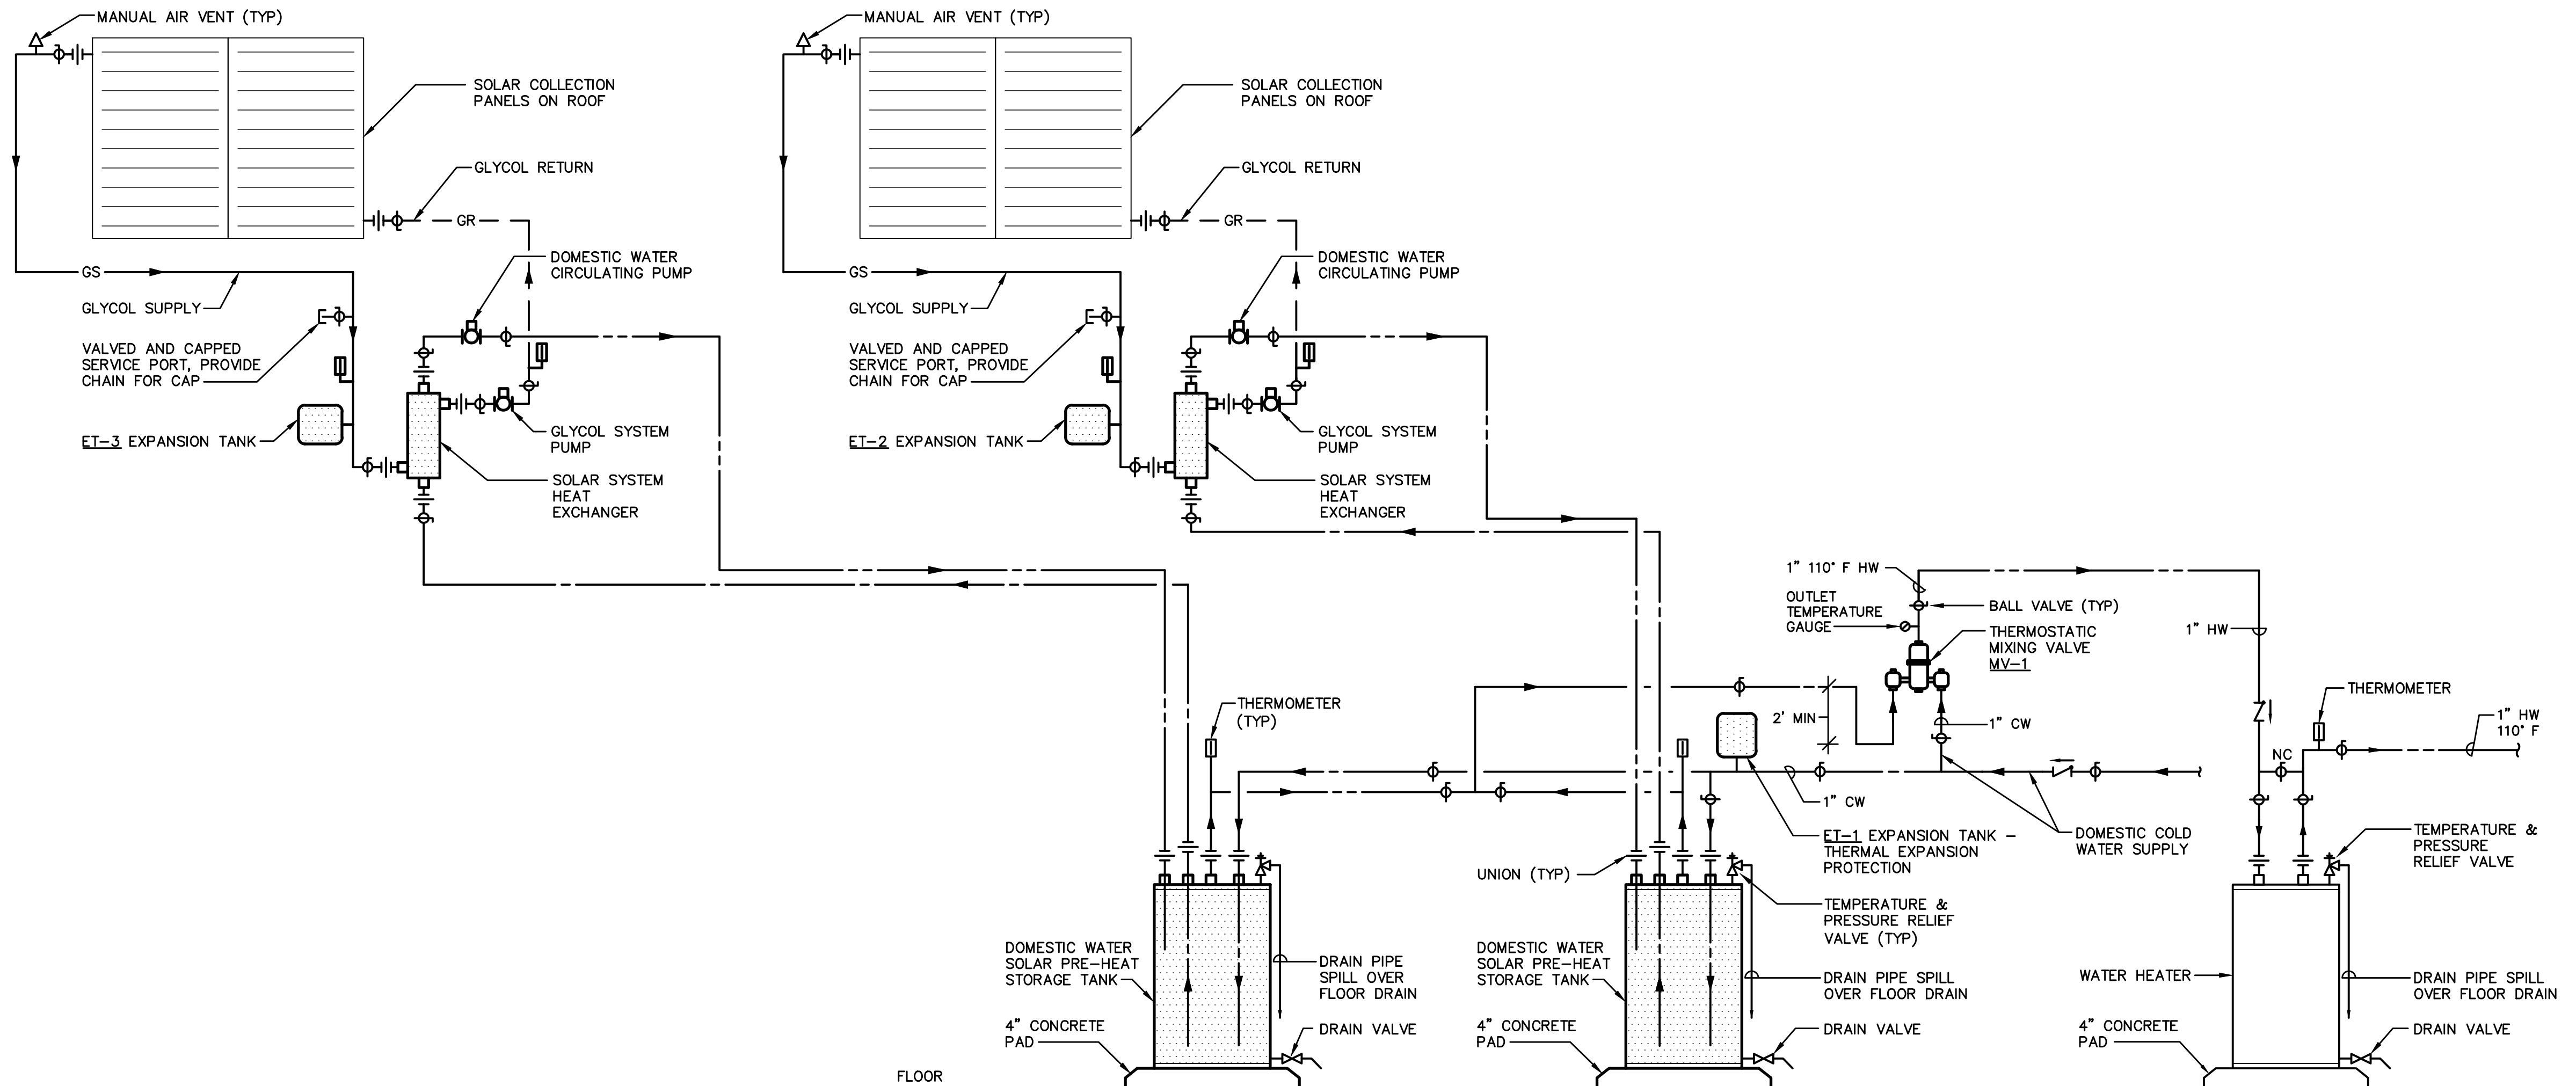 MANUAL AIR VENT (TYP)
SOLAR COLLECTION
PANELS ON ROOF
GLYCOL RETURN
GR
DOMESTIC WATER
CIRCULATING PUMP
GS
GLYCOL SUPPLY
VALVED AND CAPPED
SERVICE PORT, PROVIDE
CHAIN FOR CAP
ET-3 EXPANSION TANK
GLYCOL SYSTEM
PUMP
SOLAR SYSTEM
HEAT
EXCHANGER
MANUAL AIR VENT (TYP)
SOLAR COLLECTION
PANELS ON ROOF
GLYCOL RETURN
GR
DOMESTIC WATER
CIRCULATING PUMP
GS
GLYCOL SUPPLY
VALVED AND CAPPED
SERVICE PORT, PROVIDE
CHAIN FOR CAP
ET-2 EXPANSION TANK
GLYCOL SYSTEM
PUMP
SOLAR SYSTEM
HEAT
EXCHANGER
1" 110° F HW
OUTLET
TEMPERATURE
GAUGE
BALL VALVE (TYP)
THERMOSTATIC
MIXING VALVE
MV-1
1" HW
THERMOMETER
(TYP)
2' MIN
1" CW
THERMOMETER
1" HW
110° F
NC
1" CW
ET-1 EXPANSION TANK -
THERMAL EXPANSION
PROTECTION
DOMESTIC COLD
WATER SUPPLY
TEMPERATURE &
PRESSURE
RELIEF VALVE
UNION (TYP)
TEMPERATURE &
PRESSURE RELIEF
VALVE (TYP)
DOMESTIC WATER
SOLAR PRE-HEAT
STORAGE TANK
DRAIN PIPE
SPILL OVER
FLOOR DRAIN
4" CONCRETE
PAD
DRAIN VALVE
DOMESTIC WATER
SOLAR PRE-HEAT
STORAGE TANK
DRAIN PIPE SPILL
OVER FLOOR DRAIN
4" CONCRETE
PAD
DRAIN VALVE
WATER HEATER
DRAIN PIPE SPILL
OVER FLOOR DRAIN
4" CONCRETE
PAD
DRAIN VALVE
FLOOR